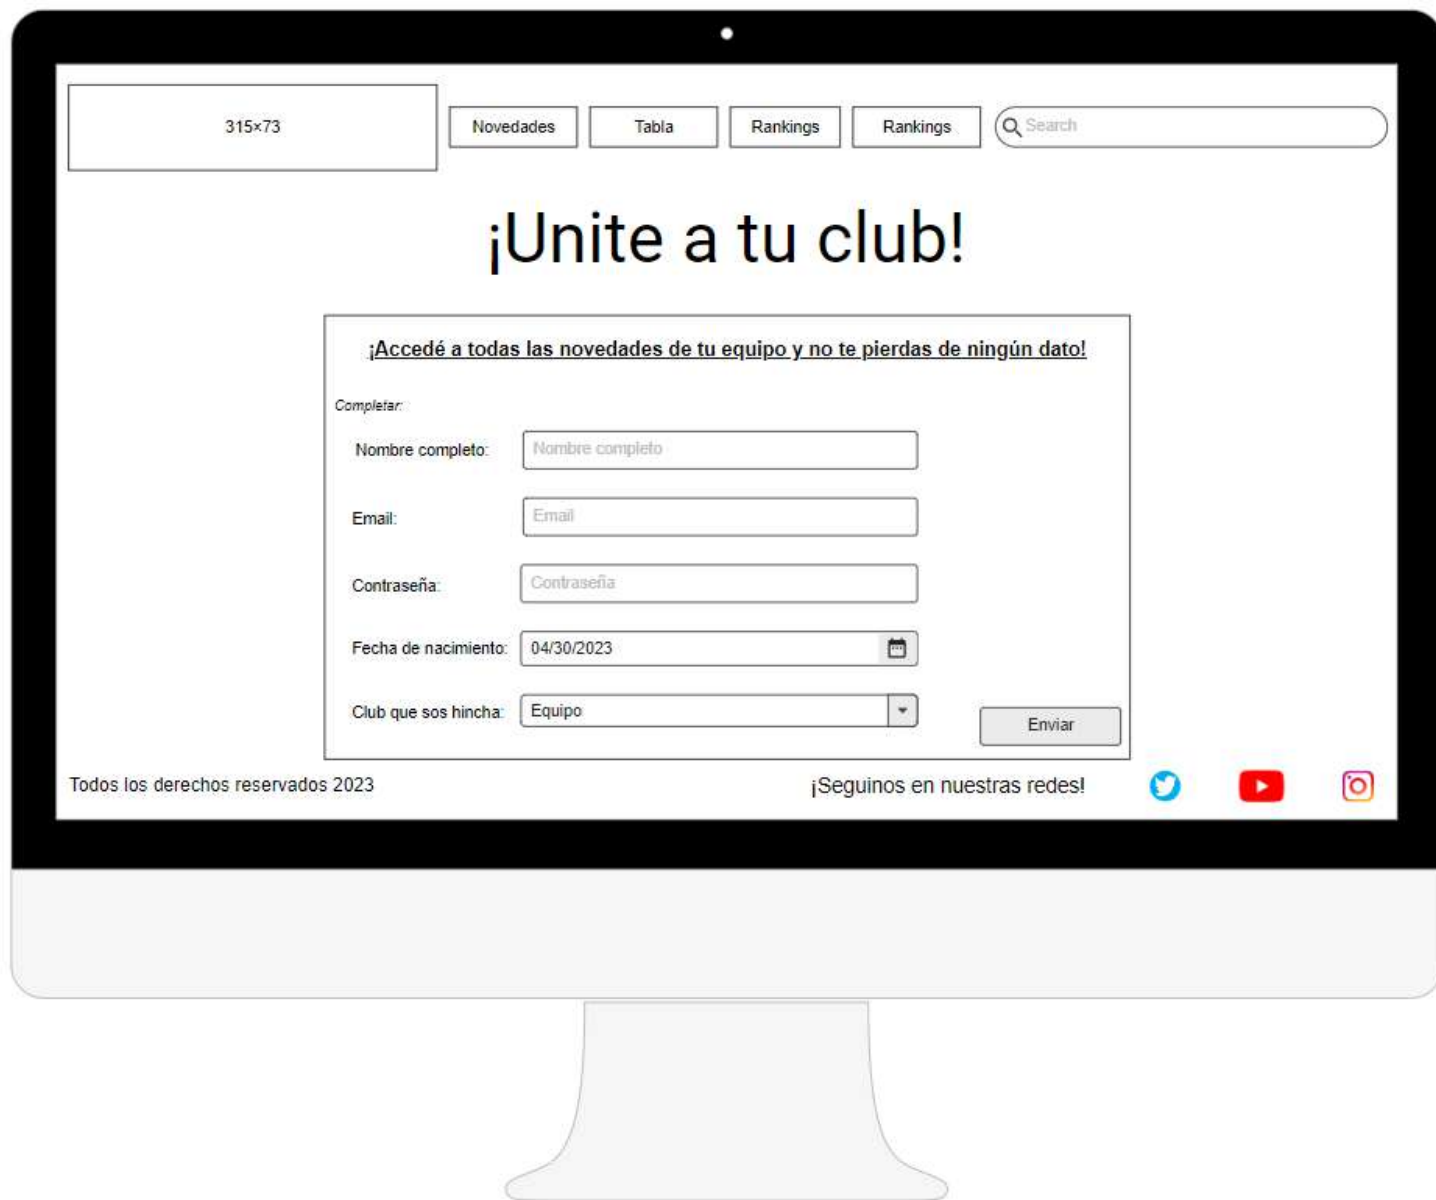 315×73
Novedades
Tabla
Rankings
Rankings
Search
¡Unite a tu club!
¡Accedé a todas las novedades de tu equipo y no te pierdas de ningún dato!
Completar:
Nombre completo:
Nombre completo
Email:
Email
Contraseña:
Contraseña
Fecha de nacimiento:
04/30/2023
Club que sos hincha:
Equipo
Enviar
Todos los derechos reservados 2023
¡Seguinos en nuestras redes!